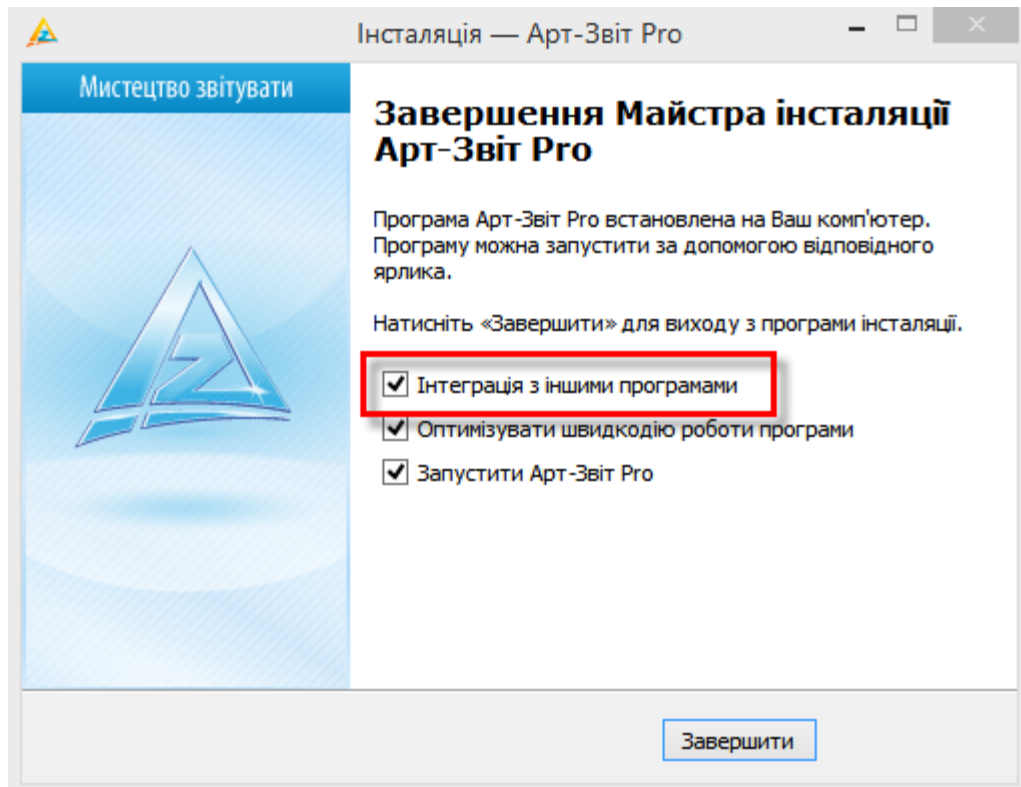 Інсталяція — Арт-Звіт Pro
Мистецтво звітувати
Завершення Майстра інсталяції
Арт-Звіт Pro
Програма Арт-Звіт Pro встановлена на Ваш комп'ютер.
Програму можна запустити за допомогою відповідного
ярлика.
Натисніть «Завершити» для виходу з програми інсталяції.
Інтеграція з іншими програмами
Оптимізувати швидкодію роботи програми
Запустити Арт-Звіт Pro
Завершити